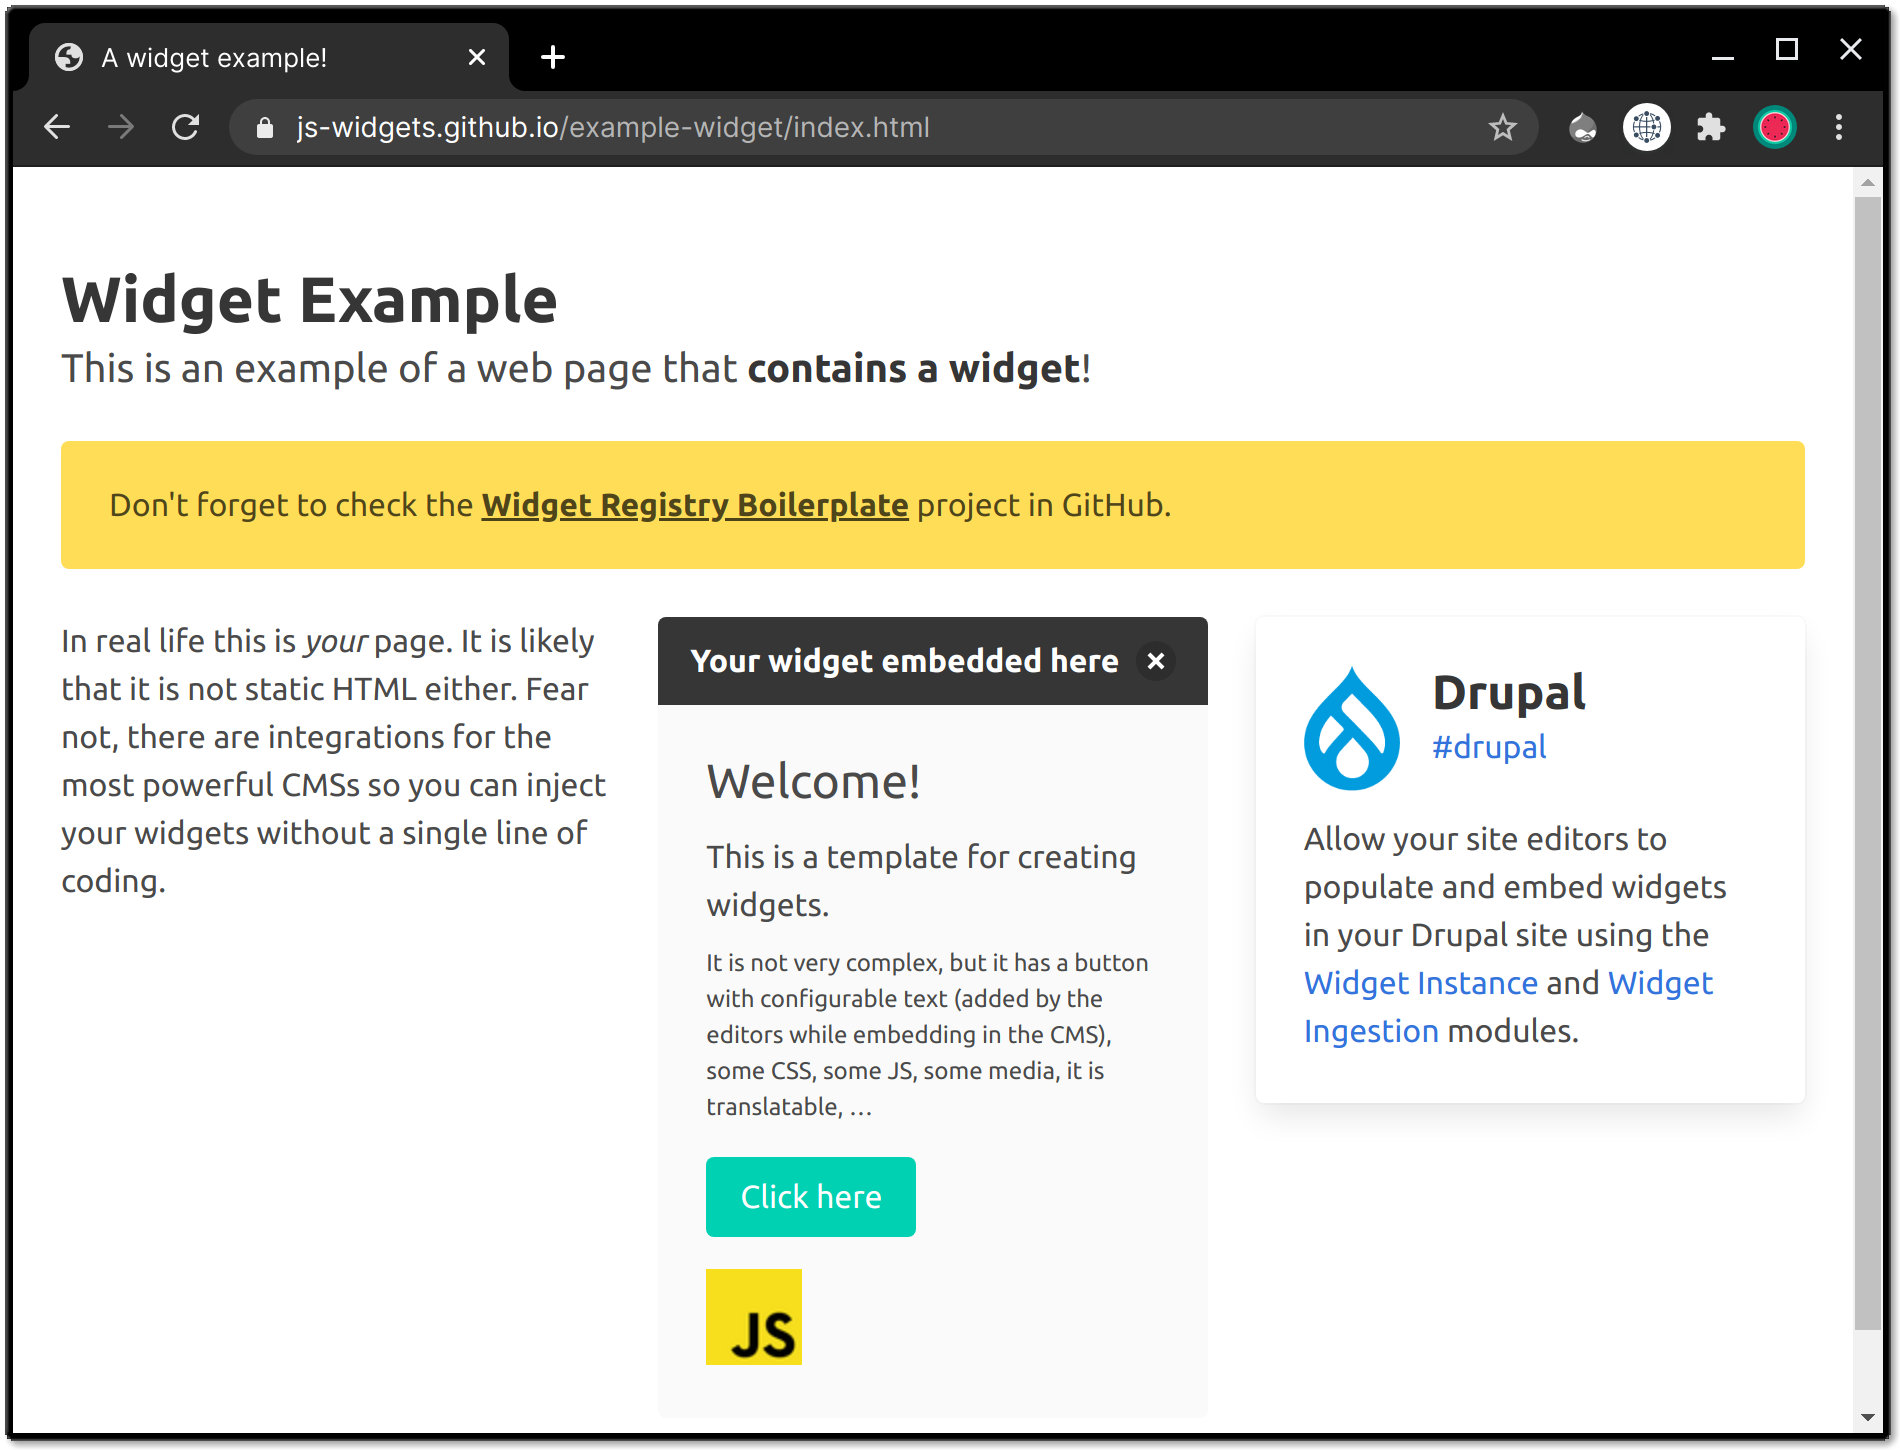 A widget example!
js-widgets.github.io/example-widget/index.html
Widget Example
This is an example of a web page that contains a widget!
Don't forget to check the Widget Registry Boilerplate project in GitHub.
In real life this is your page. It is likely
that it is not static HTML either. Fear
not, there are integrations for the
most powerful CMSs so you can inject
your widgets without a single line of
coding.
Your widget embedded here
Welcome!
This is a template for creating
widgets.
It is not very complex, but it has a button
with configurable text (added by the
editors while embedding in the CMS),
some CSS, some JS, some media, it is
translatable, …
Click here
JS
Drupal
#drupal
Allow your site editors to
populate and embed widgets
in your Drupal site using the
Widget Instance and Widget
Ingestion modules.